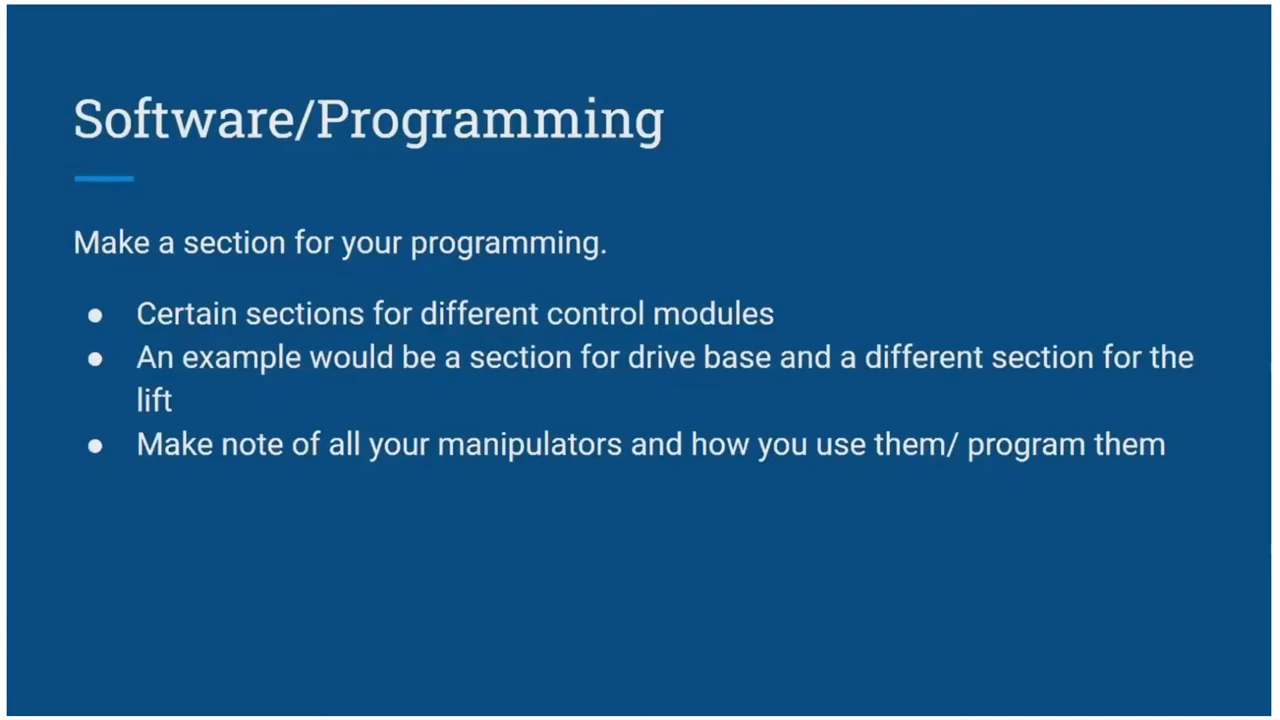 Software/Programming
Make a section for your programming.
● Certain sections for different control modules
● An example would be a section for drive base and a different section for the
lift
● Make note of all your manipulators and how you use them/ program them